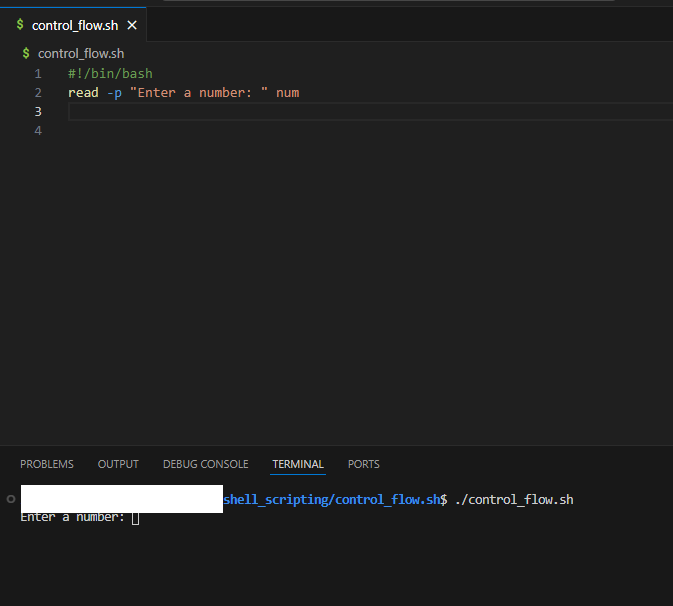 $ control_flow.sh ×
$ control_flow.sh
1 #!/bin/bash
2 read -p "Enter a number: " num
3
4
PROBLEMS OUTPUT DEBUG CONSOLE TERMINAL PORTS
shell_scripting/control_flow.sh$ ./control_flow.sh
Enter a number: